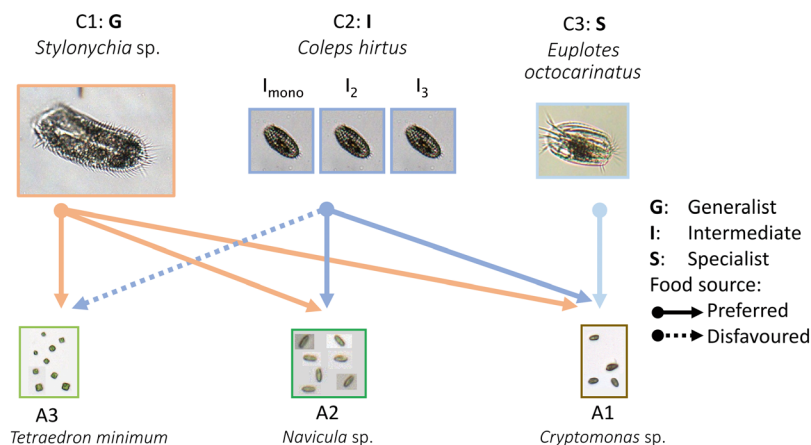 C1: G
Stylonychia sp.
C2: I
Coleps hirtus
C3: S
Euplotes
octocarinatus
Imono
I2
I3
G: Generalist
I: Intermediate
S: Specialist
Food source:
Preferred
Disfavoured
A3
Tetraedron minimum
A2
Navicula sp.
A1
Cryptomonas sp.